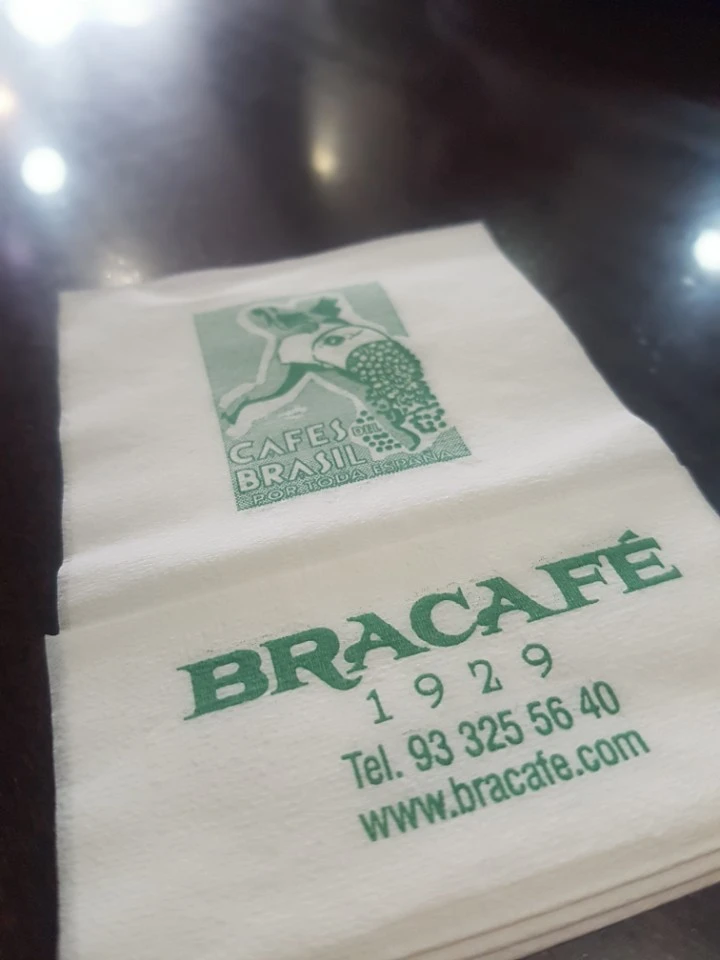 CAFES DEL
BRASIL
POR TODA ESPAÑA
BRACAFÉ
1929
Tel. 93 325 56 40
www.bracafe.com